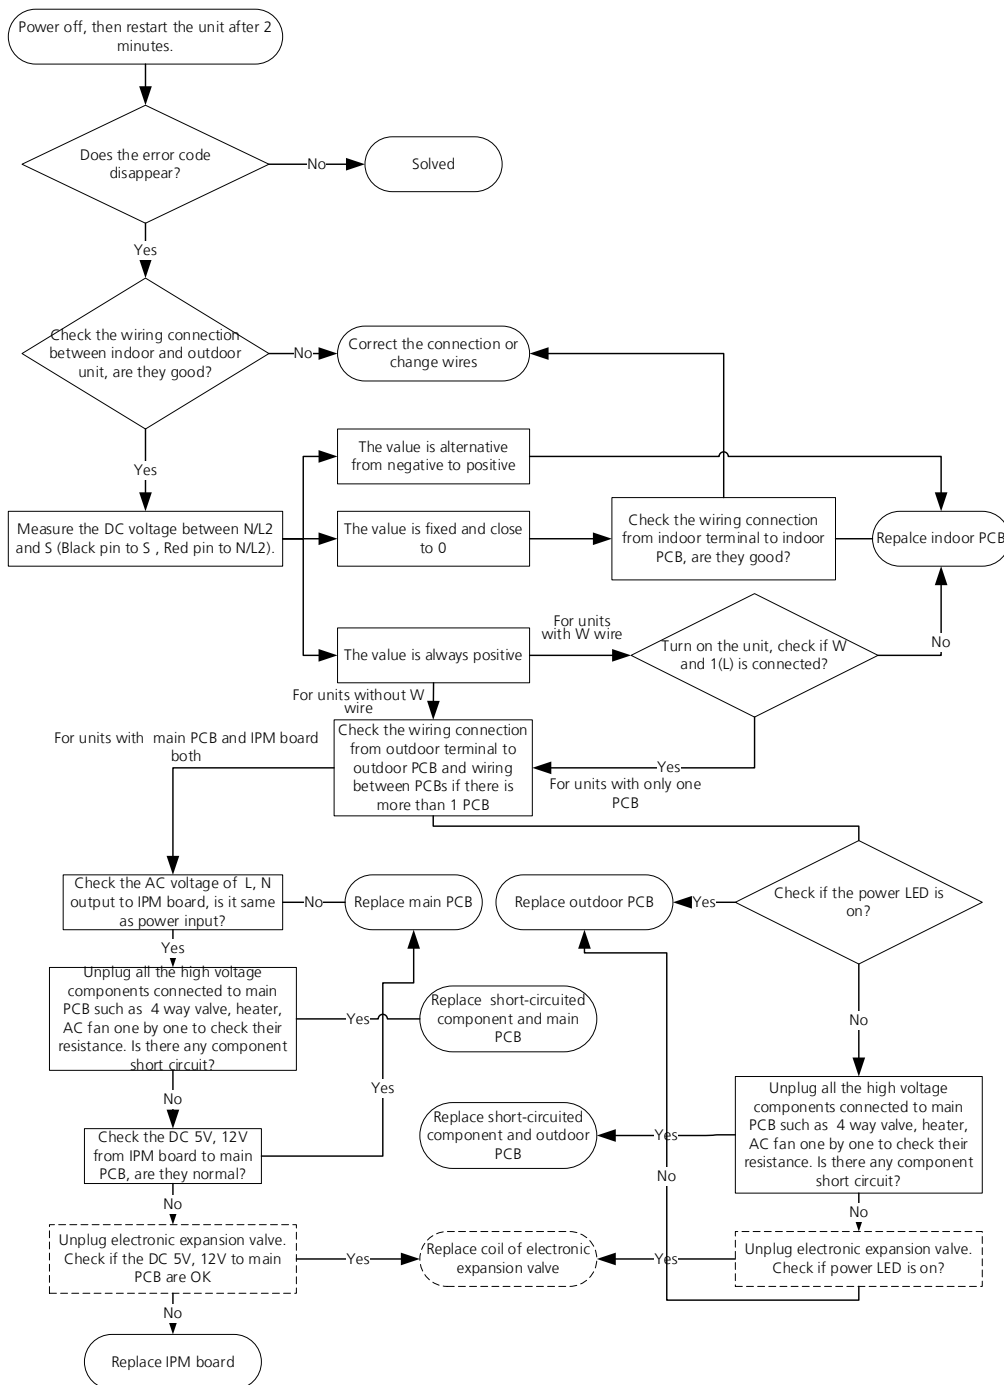 Power off, then restart the unit after 2
minutes.
Does the error code
disappear?
No
Solved
Yes
Check the wiring connection
between indoor and outdoor
unit, are they good?
No
Correct the connection or
change wires
Yes
The value is alternative
from negative to positive
Measure the DC voltage between N/L2
and S (Black pin to S , Red pin to N/L2).
The value is fixed and close
to 0
Check the wiring connection
from indoor terminal to indoor
PCB, are they good?
Repalce indoor PCB
The value is always positive
For units
with W wire
Turn on the unit, check if W
and 1(L) is connected?
No
For units without W
wire
For units with  main PCB and IPM board
both
Check the wiring connection
from outdoor terminal to
outdoor PCB and wiring
between PCBs if there is
more than 1 PCB
Yes
For units with only one
PCB
Check the AC voltage of  L, N
output to IPM board, is it same
as power input?
No
Replace main PCB
Replace outdoor PCB
Yes
Check if the power LED is
on?
Yes
Unplug all the high voltage
components connected to main
PCB such as  4 way valve, heater,
AC fan one by one to check their
resistance. Is there any component
short circuit?
Yes
Replace  short-circuited
component and main
PCB
No
No
Yes
Check the DC 5V, 12V
from IPM board to main
PCB, are they normal?
Replace short-circuited
component and outdoor
PCB
Yes
Unplug all the high voltage
components connected to main
PCB such as  4 way valve, heater,
AC fan one by one to check their
resistance. Is there any component
short circuit?
No
No
No
Unplug electronic expansion valve.
Check if the DC 5V, 12V to main
PCB are OK
Yes
Replace coil of electronic
expansion valve
Yes
Unplug electronic expansion valve.
Check if power LED is on?
No
Replace IPM board